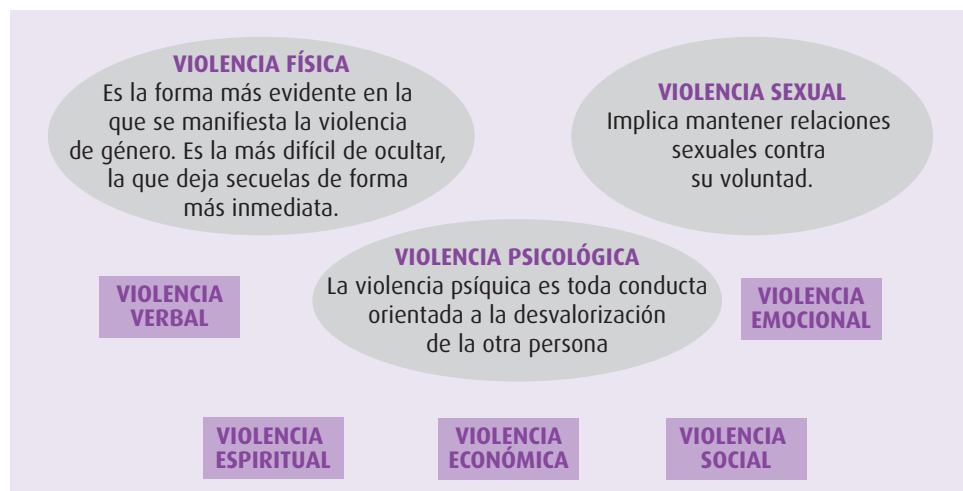 VIOLENCIA FÍSICA
Es la forma más evidente en la
que se manifiesta la violencia
de género. Es la más difícil de ocultar,
la que deja secuelas de forma
más inmediata.
VIOLENCIA SEXUAL
Implica mantener relaciones
sexuales contra
su voluntad.
VIOLENCIA PSICOLÓGICA
La violencia psíquica es toda conducta
orientada a la desvalorización
de la otra persona
VIOLENCIA
VERBAL
VIOLENCIA
EMOCIONAL
VIOLENCIA
ESPIRITUAL
VIOLENCIA
ECONÓMICA
VIOLENCIA
SOCIAL